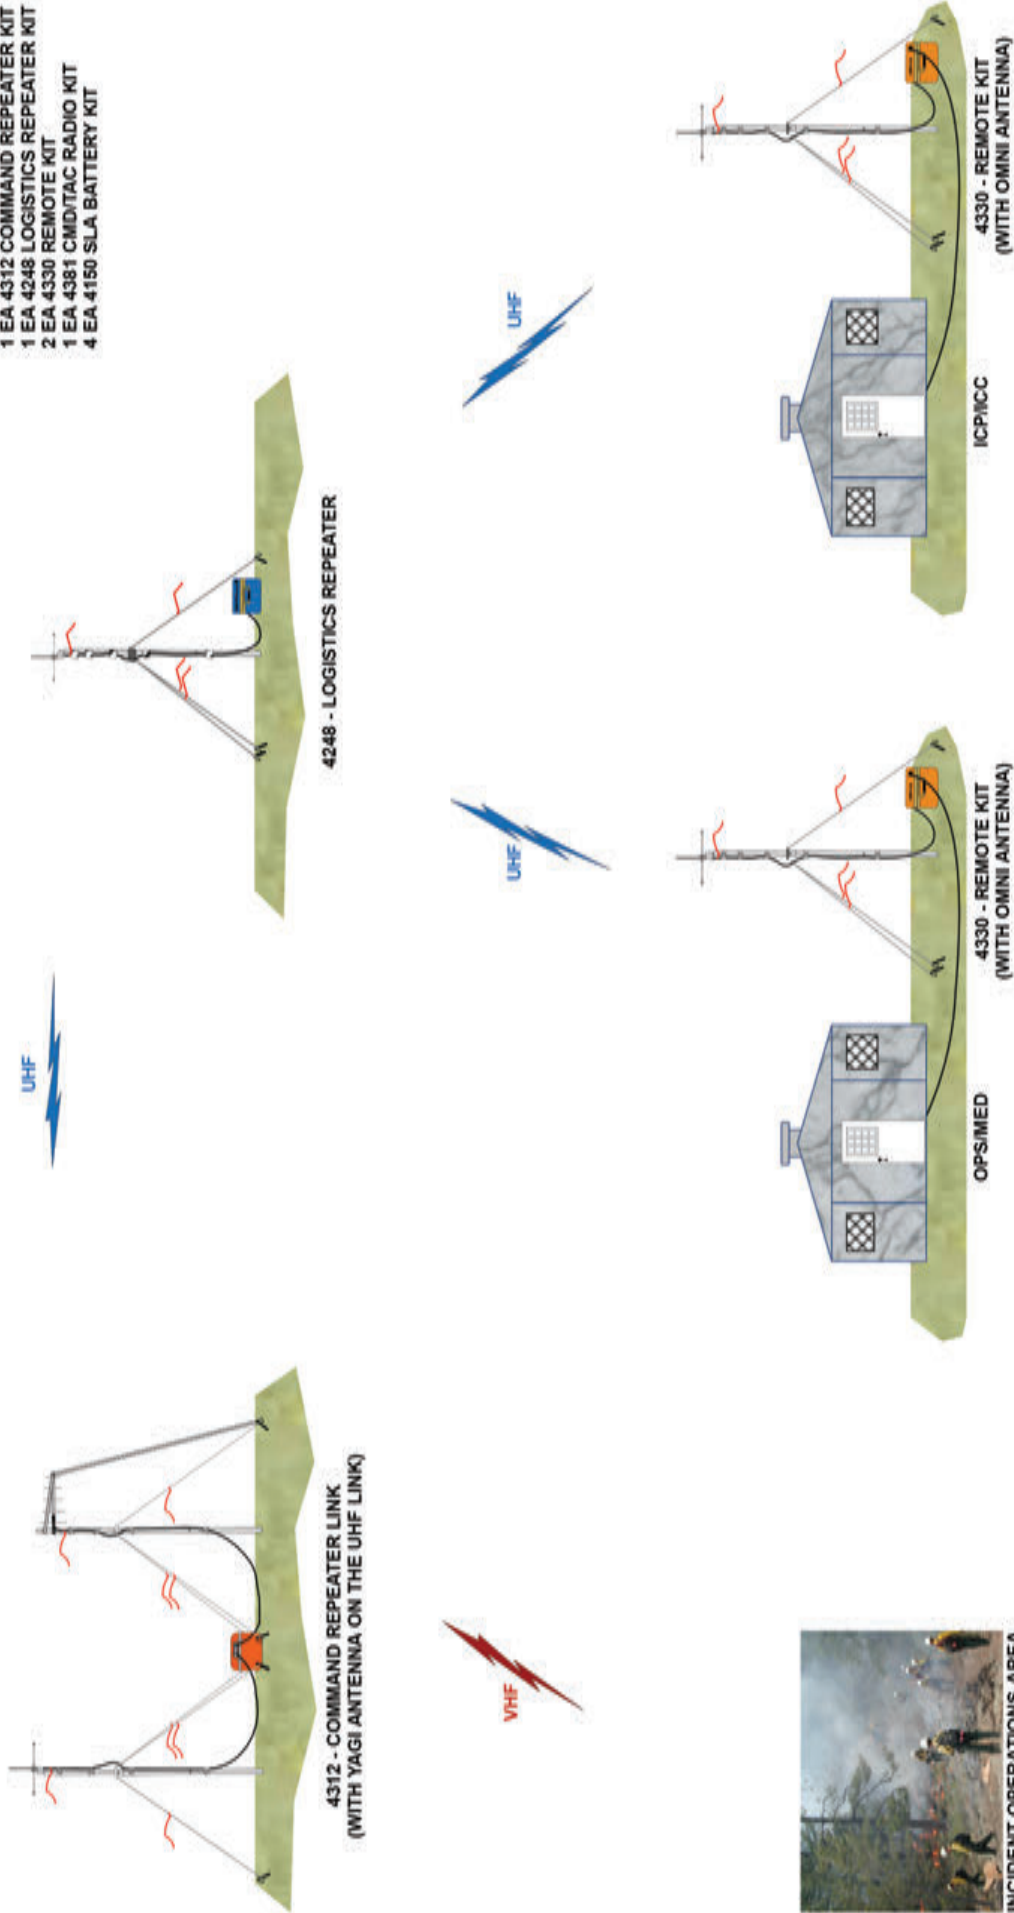 1 EA 4312 COMMAND REPEATER KIT
1 EA 4248 LOGISTICS REPEATER KIT
2 EA 4330 REMOTE KIT
1 EA 4381 CMD/TAC RADIO KIT
4 EA 4150 SLA BATTERY KIT
UHF
4312 - COMMAND REPEATER LINK
(WITH YAGI ANTENNA ON THE UHF LINK)
4248 - LOGISTICS REPEATER
VHF
UHF
UHF
INCIDENT OPERATIONS AREA
OPS/MED
4330 - REMOTE KIT
(WITH OMNI ANTENNA)
ICP/ICC
4330 - REMOTE KIT
(WITH OMNI ANTENNA)